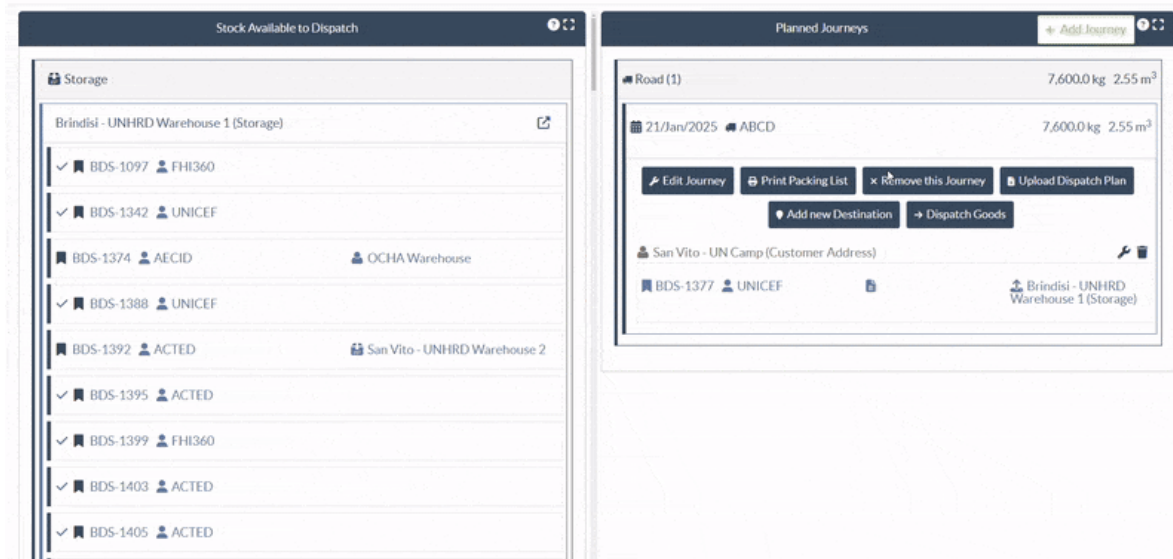 Stock Available to Dispatch
Storage
Brindisi - UNHRD Warehouse 1 (Storage)
BDS-1097 FHI360
BDS-1342 UNICEF
BDS-1374 AECID OCHA Warehouse
BDS-1388 UNICEF
BDS-1392 ACTED San Vito - UNHRD Warehouse 2
BDS-1395 ACTED
BDS-1399 FHI360
BDS-1403 ACTED
BDS-1405 ACTED
Planned Journeys
+ Add Journey
Road (1) 7,600.0 kg 2.55 m³
21/Jan/2025 ABCD 7,600.0 kg 2.55 m³
Edit Journey Print Packing List × Remove this Journey Upload Dispatch Plan
Add new Destination → Dispatch Goods
San Vito - UN Camp (Customer Address)
BDS-1377 UNICEF Brindisi - UNHRD
Warehouse 1 (Storage)